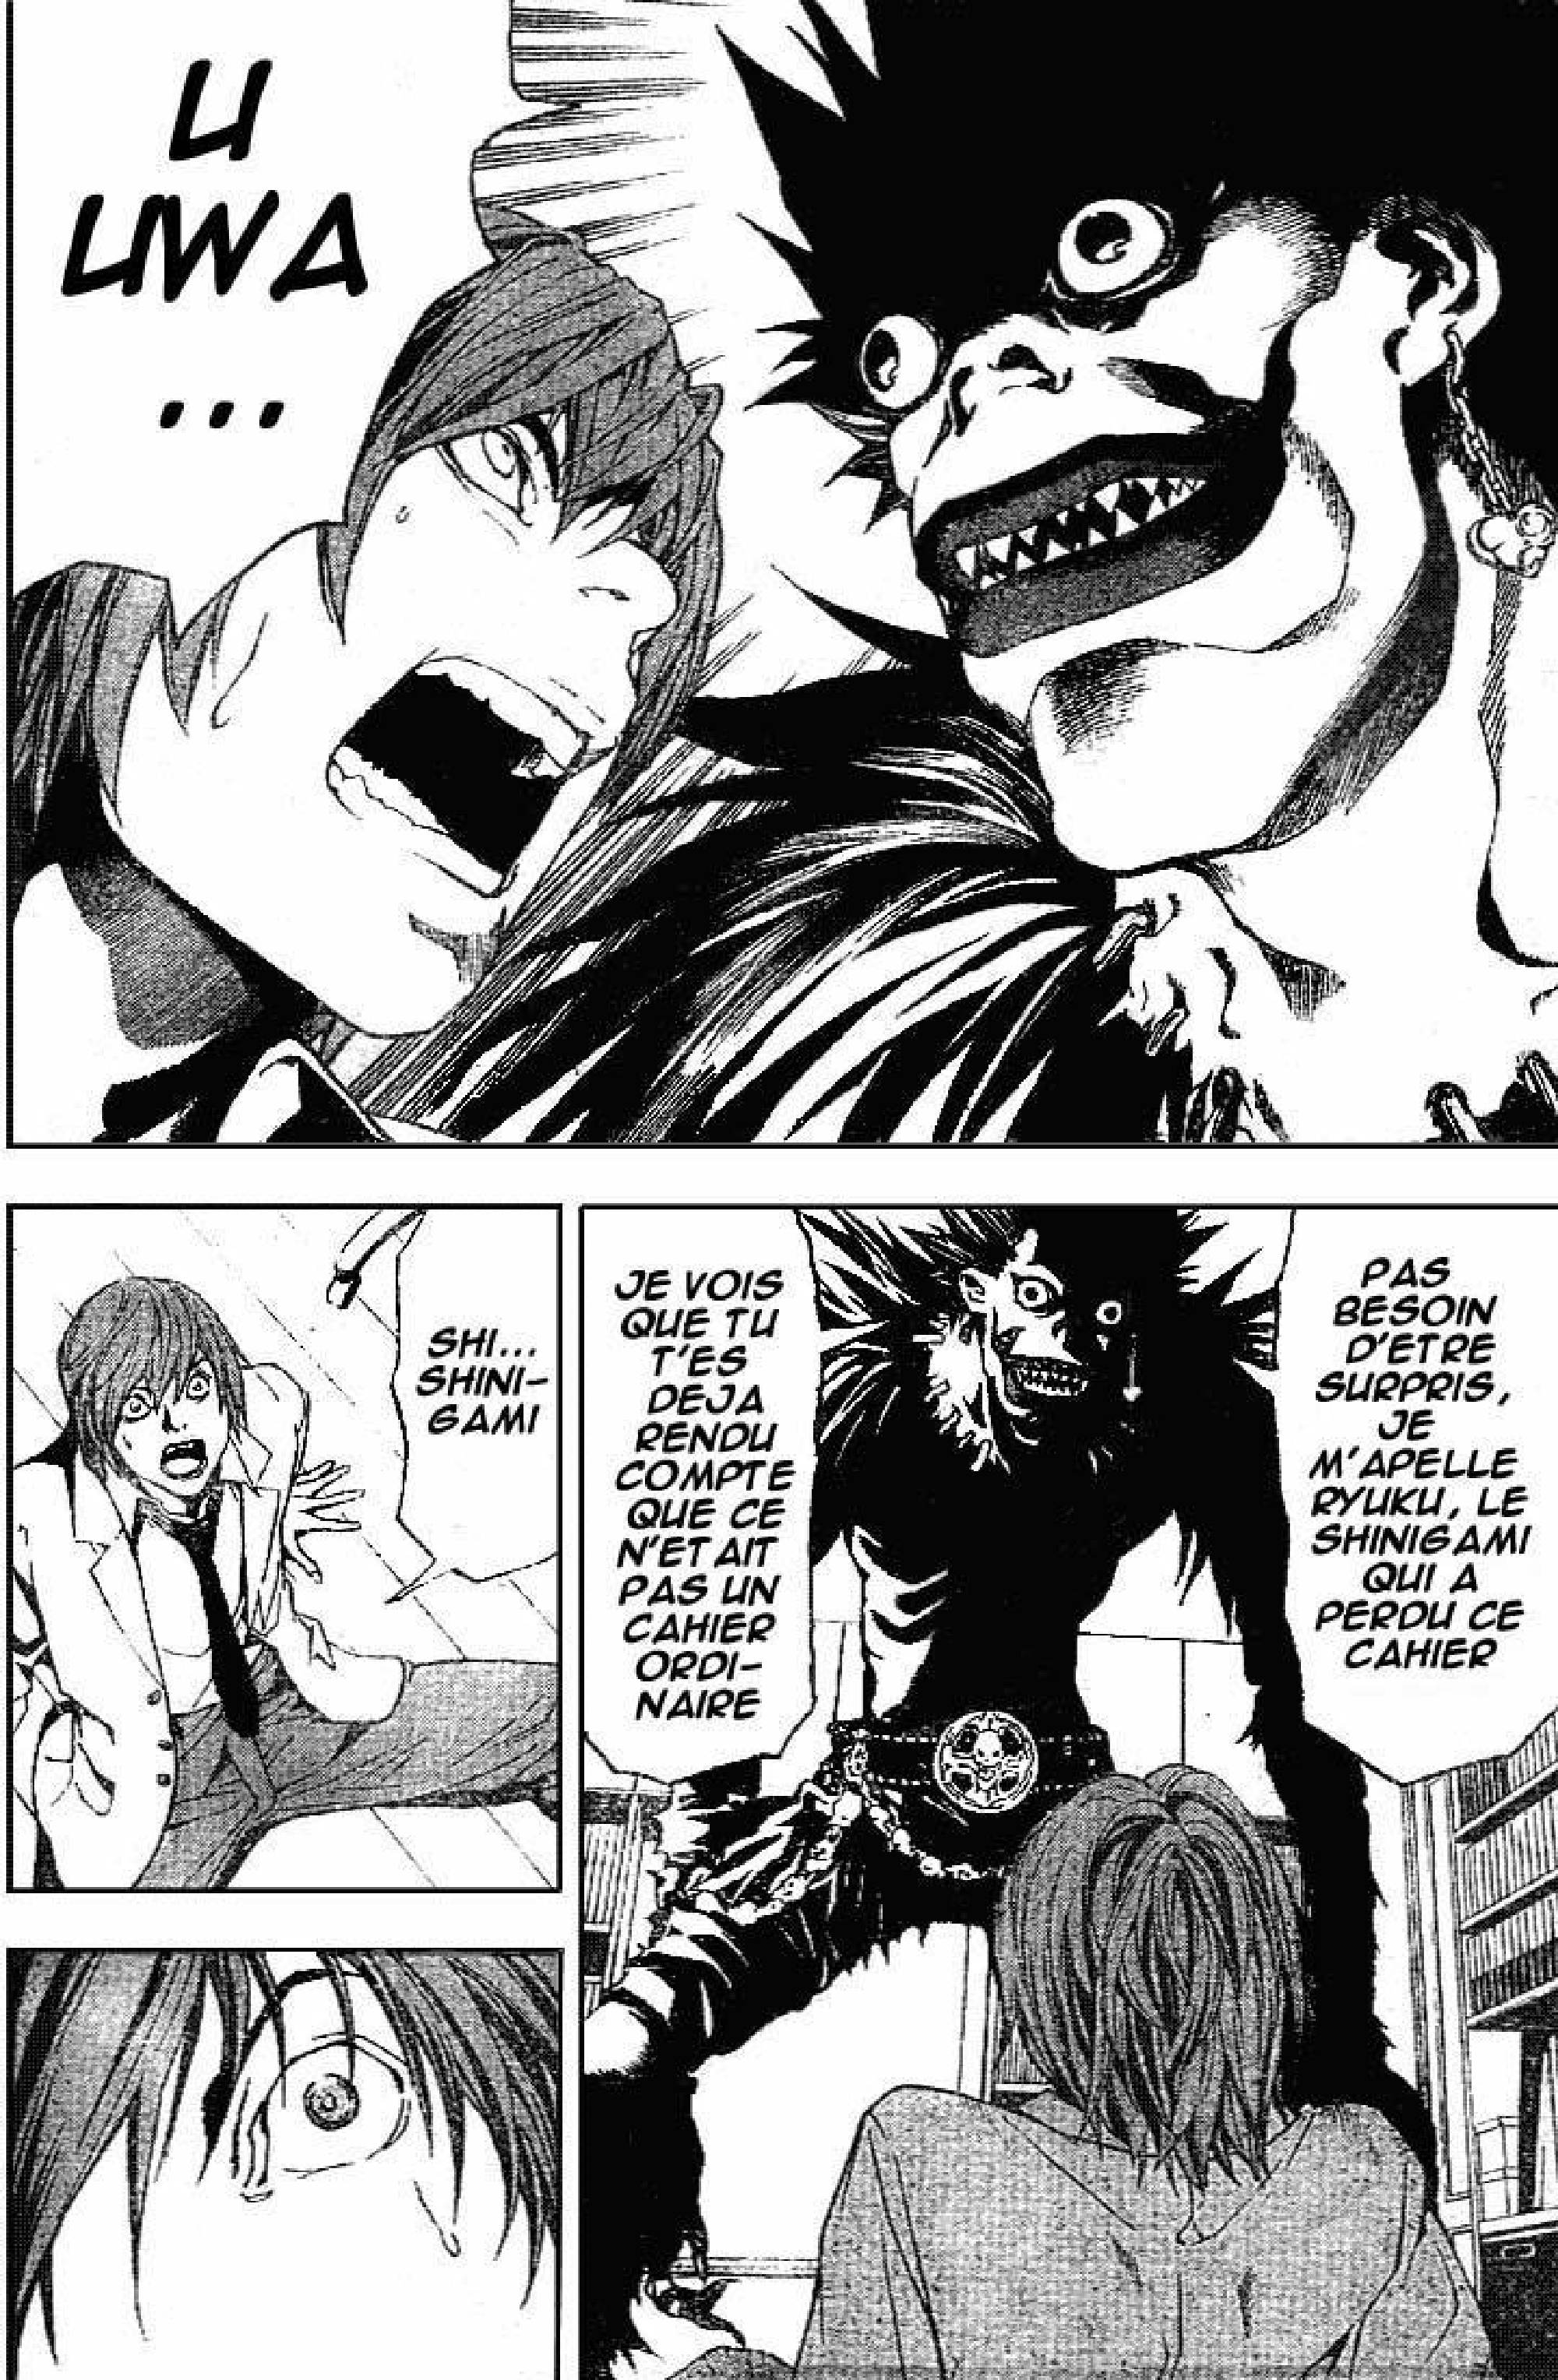 U
UWA
...
PAS
BESOIN
D'ETRE
SURPRIS,
JE
M'APELLE
RYUKU, LE
SHINIGAMI
QUI A
PERDU CE
CAHIER
JE VOIS
QUE TU
T'ES
DEJA
RENDU
COMPTE
QUE CE
N'ETAIT
PAS UN
CAHIER
ORDI-
NAIRE
SHI...
SHINI-
GAMI